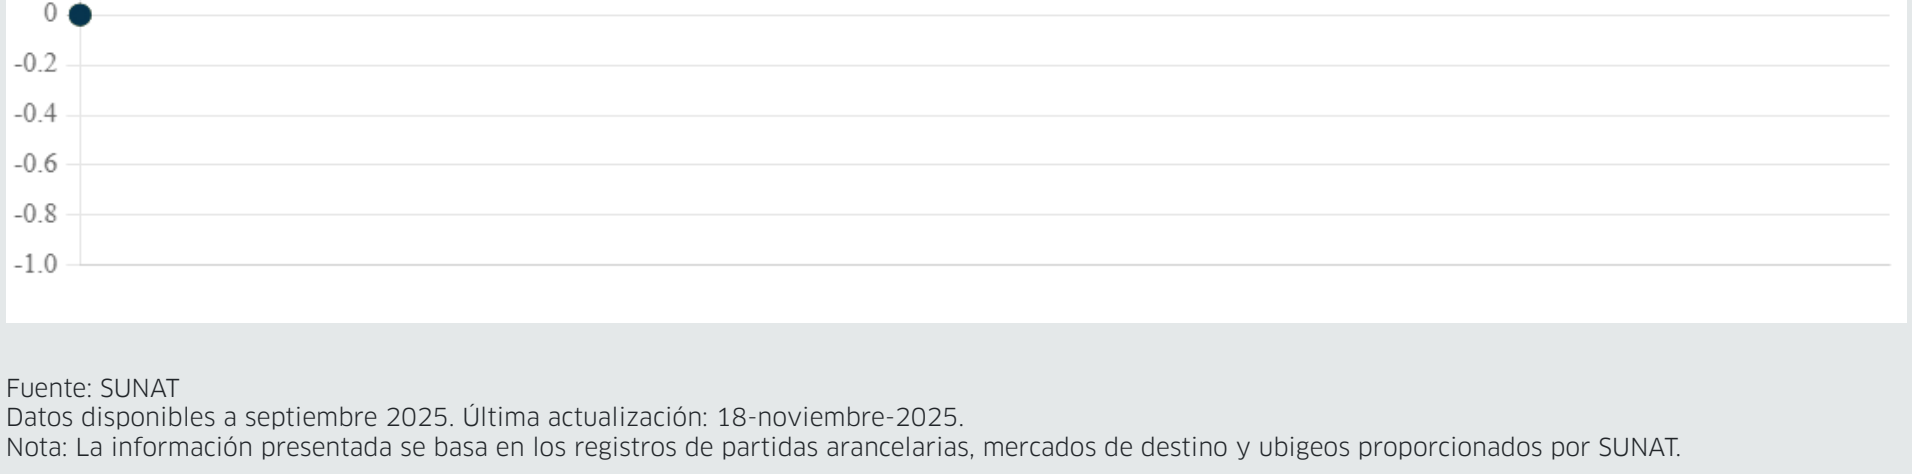 0
-0.2
-0.4
-0.6
-0.8
-1.0
Fuente: SUNAT
Datos disponibles a septiembre 2025. Última actualización: 18-noviembre-2025.
Nota: La información presentada se basa en los registros de partidas arancelarias, mercados de destino y ubigeos proporcionados por SUNAT.